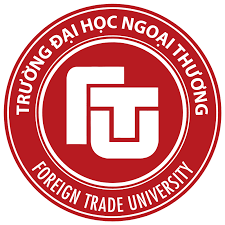 TRƯỜNG ĐẠI HỌC NGOẠI THƯƠNG
FTU
FOREIGN TRADE UNIVERSITY